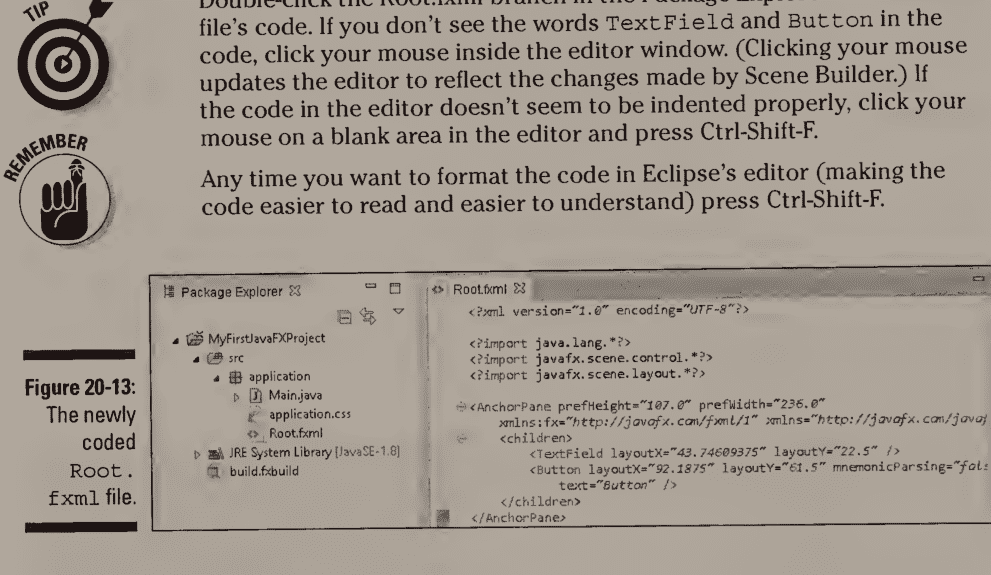 TIP
Double-click the Root.fxml branch in the Package
file's code. If you don't see the words TextField and Button in the
code, click your mouse inside the editor window. (Clicking your mouse
updates the editor to reflect the changes made by Scene Builder.) If
the code in the editor doesn't seem to be indented properly, click your
mouse on a blank area in the editor and press Ctrl-Shift-F.
REMEMBER
Any time you want to format the code in Eclipse's editor (making the
code easier to read and easier to understand) press Ctrl-Shift-F.
Figure 20-13:
The newly
coded
Root.
fxml file.
Package Explorer
MyFirstJavaFXProject
src
application
Main.java
application.css
Root.fxml
JRE System Library [JavaSE-1.8]
build.fxbuild
Root.fxml
<?xml version="1.0" encoding="UTF-8"?>
<?import java.lang.*?>
<?import javafx.scene.control.*?>
<?import javafx.scene.layout.*?>
<AnchorPane prefHeight="107.0" prefWidth="236.0"
xmlns:fx="http://javafx.com/fxml/1" xmlns="http://javafx.com/javaf
<children>
<TextField layoutX="43.74609375" layoutY="22.5" />
<Button layoutX="92.1875" layoutY="61.5" mnemonicParsing="fals
text="Button" />
</children>
</AnchorPane>